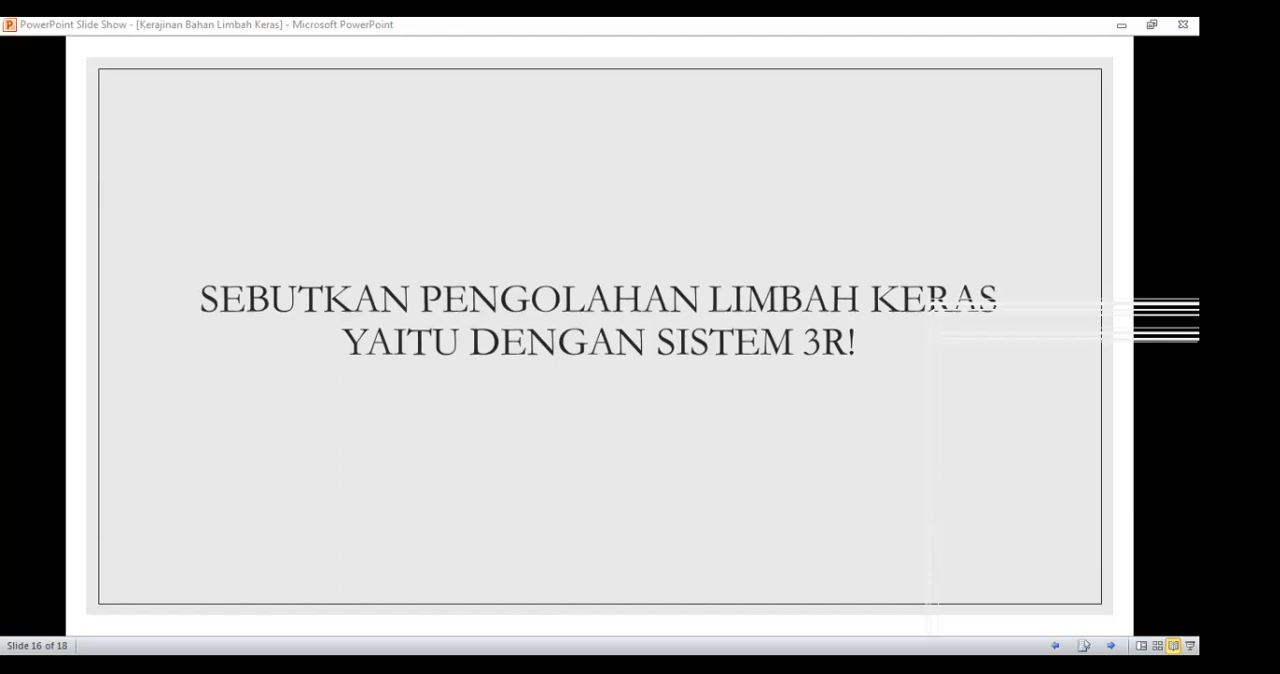 PowerPoint Slide Show - [Kerajinan Bahan Limbah Keras] - Microsoft PowerPoint
SEBUTKAN PENGOLAHAN LIMBAH KERAS
YAITU DENGAN SISTEM 3R!
Slide 16 of 18